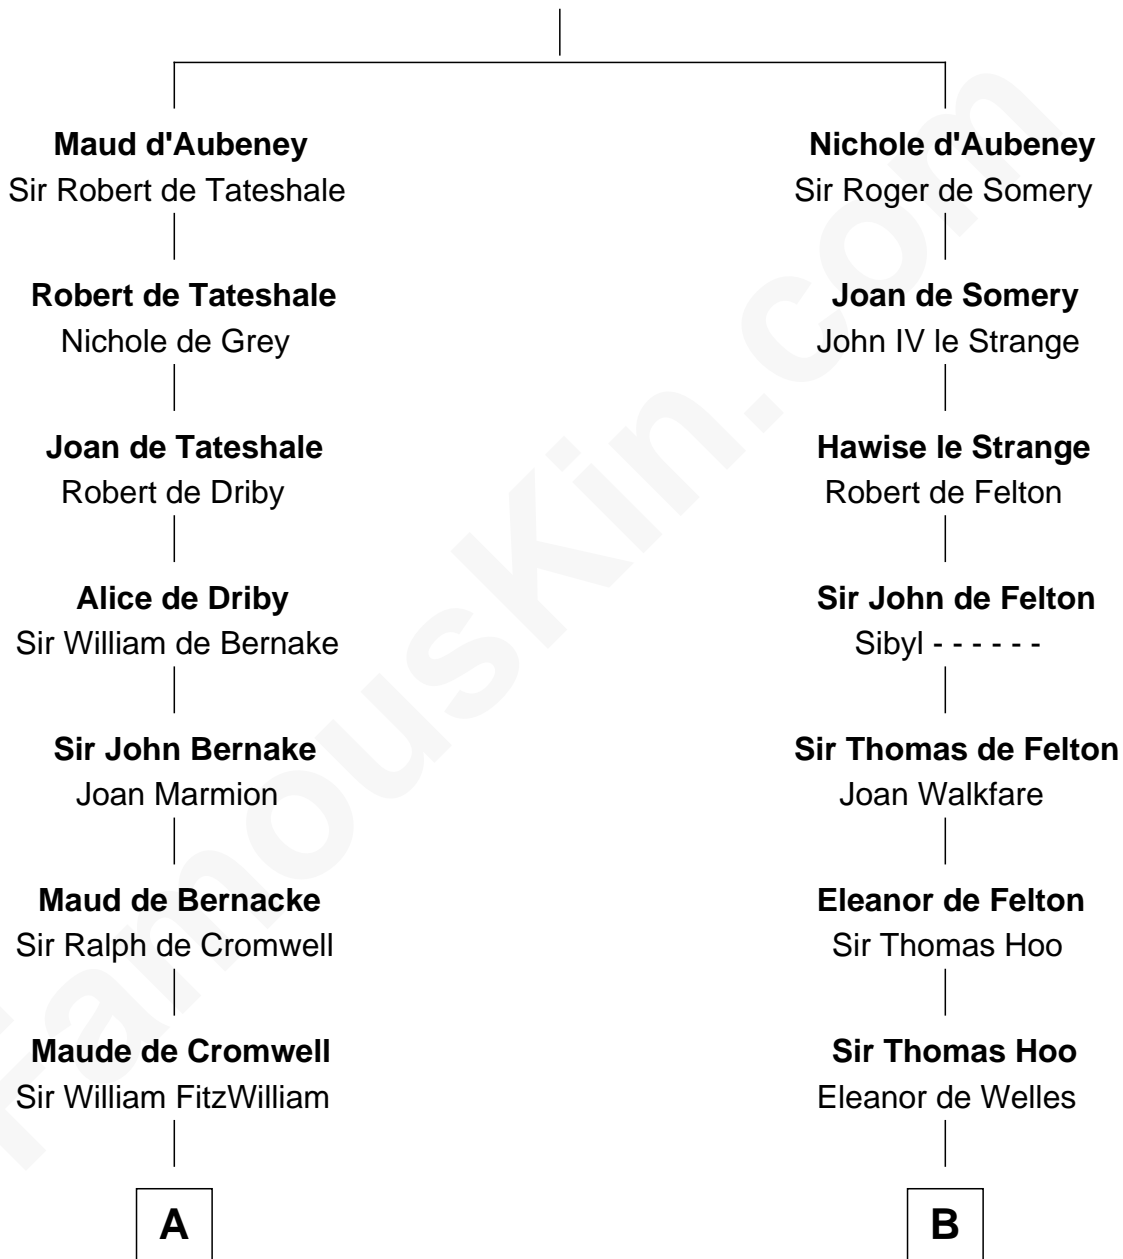 Maud d'Aubeney
Sir Robert de Tateshale
Robert de Tateshale
Nichole de Grey
Joan de Tateshale
Robert de Driby
Alice de Driby
Sir William de Bernake
Sir John Bernake
Joan Marmion
Maud de Bernacke
Sir Ralph de Cromwell
Maude de Cromwell
Sir William FitzWilliam
A
Nichole d'Aubeney
Sir Roger de Somery
Joan de Somery
John IV le Strange
Hawise le Strange
Robert de Felton
Sir John de Felton
Sibyl - - - - - -
Sir Thomas de Felton
Joan Walkfare
Eleanor de Felton
Sir Thomas Hoo
Sir Thomas Hoo
Eleanor de Welles
B
FamousKin.com